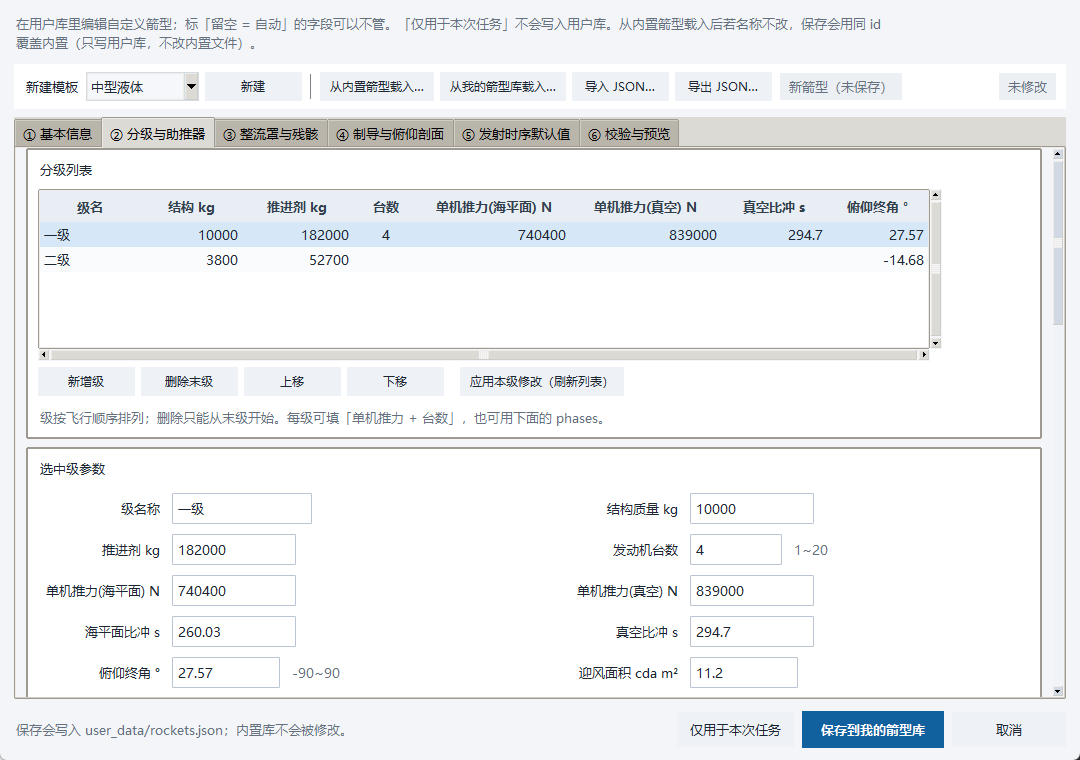 在用户库里编辑自定义箭型；标「留空 = 自动」的字段可以不管。「仅用于本次任务」不会写入用户库。从内置箭型载入后若名称不改，保存会用同 id
覆盖内置（只写用户库，不改内置文件）。
新建模板 中型液体 新建 从内置箭型载入... 从我的箭型库载入... 导入 JSON... 导出 JSON... 新箭型（未保存） 未修改
① 基本信息 ② 分级与助推器 ③ 整流罩与残骸 ④ 制导与俯仰剖面 ⑤ 发射时序默认值 ⑥ 校验与预览
分级列表
级名 结构 kg 推进剂 kg 台数 单机推力(海平面) N 单机推力(真空) N 真空比冲 s 俯仰终角 °
一级 10000 182000 4 740400 839000 294.7 27.57
二级 3800 52700 -14.68
新增级 删除末级 上移 下移 应用本级修改（刷新列表）
级按飞行顺序排列；删除只能从末级开始。每级可填「单机推力 + 台数」，也可用下面的 phases。
选中级参数
级名称 一级 结构质量 kg 10000
推进剂 kg 182000 发动机台数 4 1~20
单机推力(海平面) N 740400 单机推力(真空) N 839000
海平面比冲 s 260.03 真空比冲 s 294.7
俯仰终角 ° 27.57 -90~90 迎风面积 cda m² 11.2
保存会写入 user_data/rockets.json；内置库不会被修改。 仅用于本次任务 保存到我的箭型库 取消